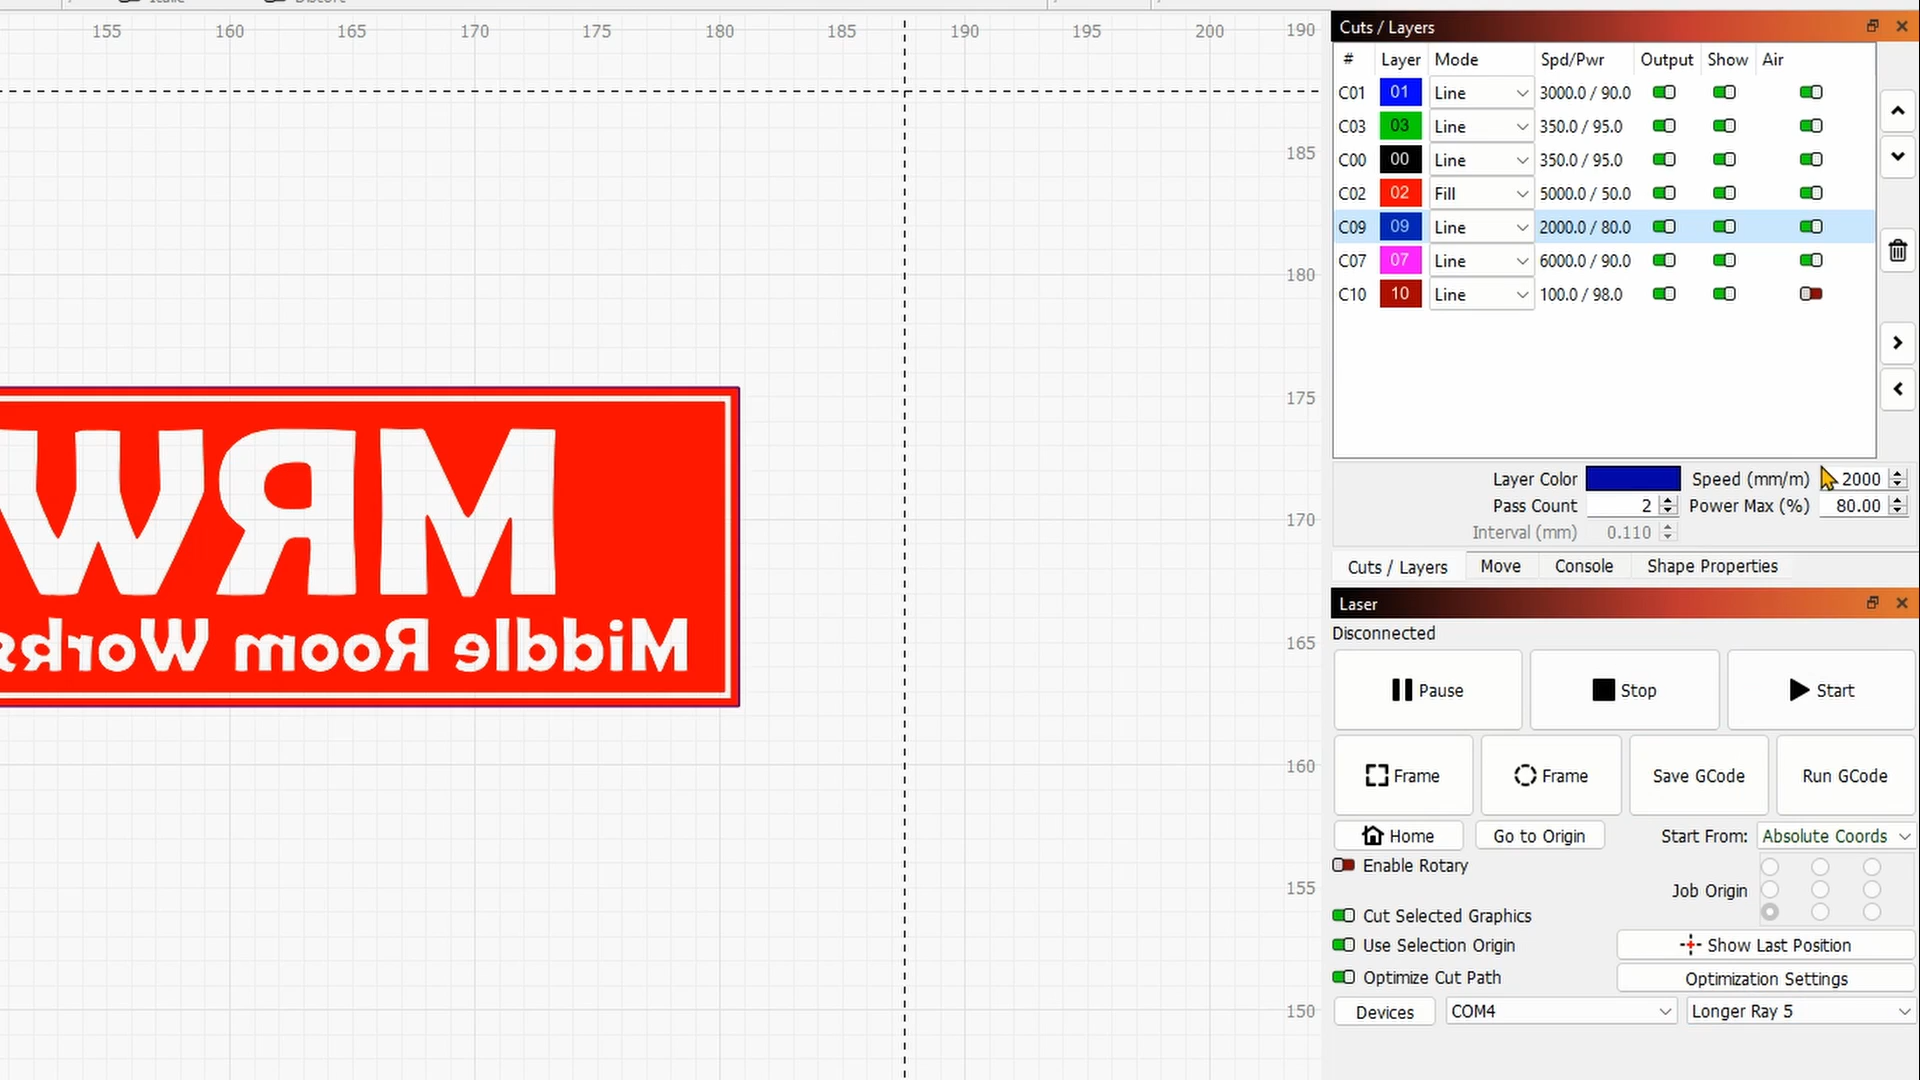 Italic Distort
155 160 165 170 175 180 185 190 195 200 190
185
180
175
170
165
160
155
150
MRW
Middle Room Works
Cuts / Layers
# Layer Mode Spd/Pwr Output Show Air
C01 01 Line 3000.0 / 90.0
C03 03 Line 350.0 / 95.0
C00 00 Line 350.0 / 95.0
C02 02 Fill 5000.0 / 50.0
C09 09 Line 2000.0 / 80.0
C07 07 Line 6000.0 / 90.0
C10 10 Line 100.0 / 98.0
Layer Color Speed (mm/m) 2000
Pass Count 2 Power Max (%) 80.00
Interval (mm) 0.110
Cuts / Layers Move Console Shape Properties
Laser
Disconnected
Pause Stop Start
Frame Frame Save GCode Run GCode
Home Go to Origin Start From: Absolute Coords
Enable Rotary
Job Origin
Cut Selected Graphics
Use Selection Origin Show Last Position
Optimize Cut Path Optimization Settings
Devices COM4 Longer Ray 5